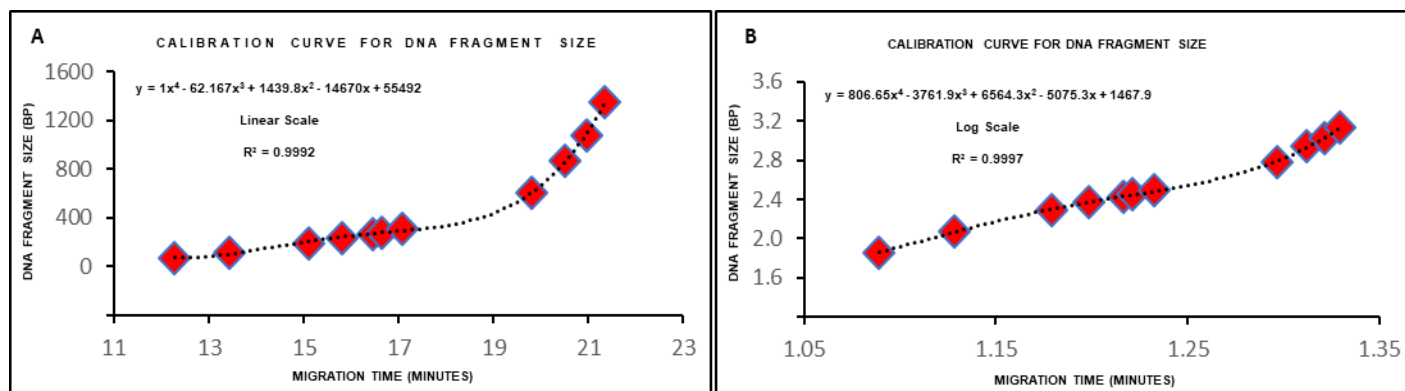 A
CALIBRATION CURVE FOR DNA FRAGMENT SIZE
y = 1x⁴ - 62.167x³ + 1439.8x² - 14670x + 55492
Linear Scale
R² = 0.9992
DNA FRAGMENT SIZE (BP)
1600
1200
800
400
0
11 13 15 17 19 21 23
MIGRATION TIME (MINUTES)
B
CALIBRATION CURVE FOR DNA FRAGMENT SIZE
y = 806.65x⁴ - 3761.9x³ + 6564.3x² - 5075.3x + 1467.9
Log Scale
R² = 0.9997
DNA FRAGMENT SIZE (BP)
3.6
3.2
2.8
2.4
2.0
1.6
1.05 1.15 1.25 1.35
MIGRATION TIME (MINUTES)